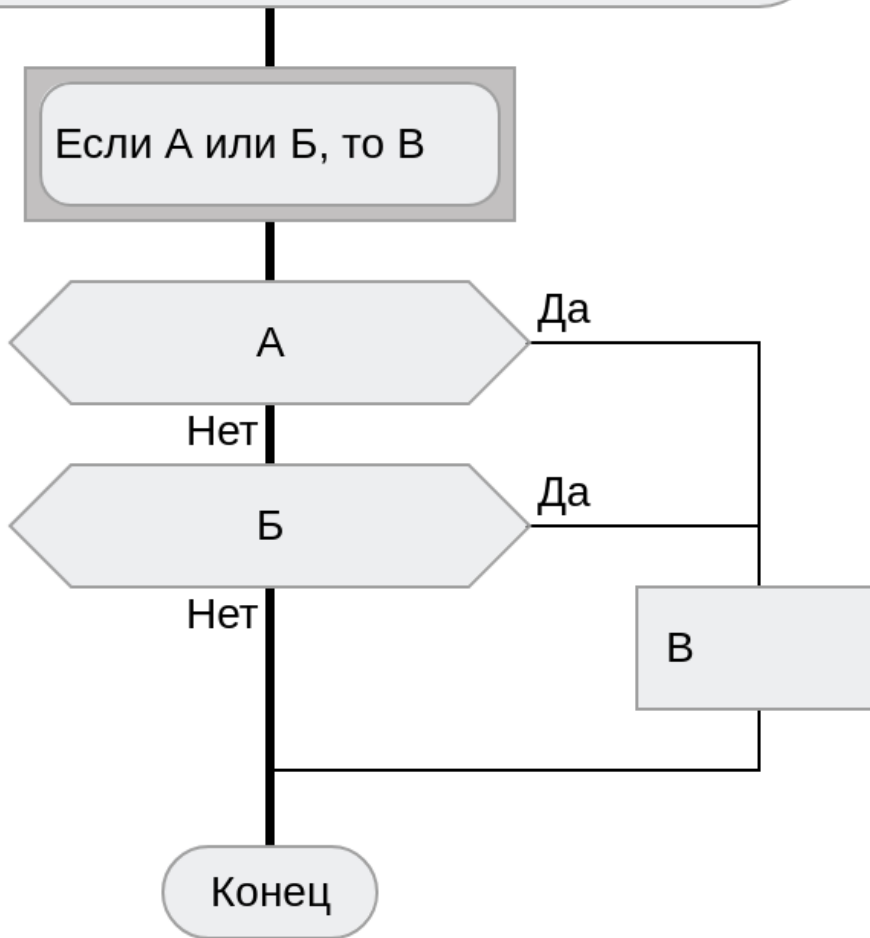 Если А или Б, то В
А
Да
Нет
Б
Да
Нет
В
Конец